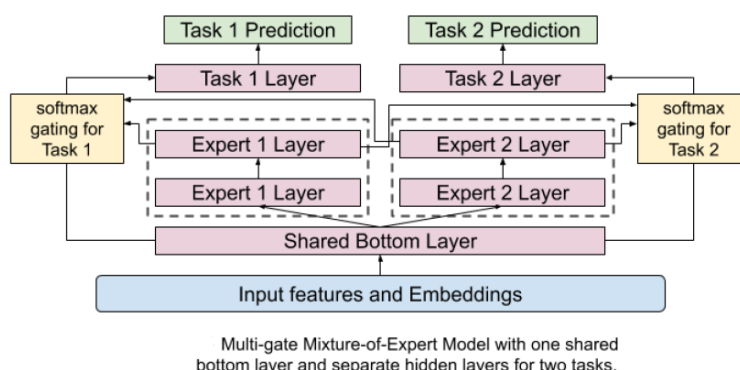 Task 1 Prediction
Task 2 Prediction
Task 1 Layer
Task 2 Layer
softmax
gating for
Task 1
softmax
gating for
Task 2
Expert 1 Layer
Expert 2 Layer
Expert 1 Layer
Expert 2 Layer
Shared Bottom Layer
Input features and Embeddings
Multi-gate Mixture-of-Expert Model with one shared
bottom layer and separate hidden layers for two tasks.